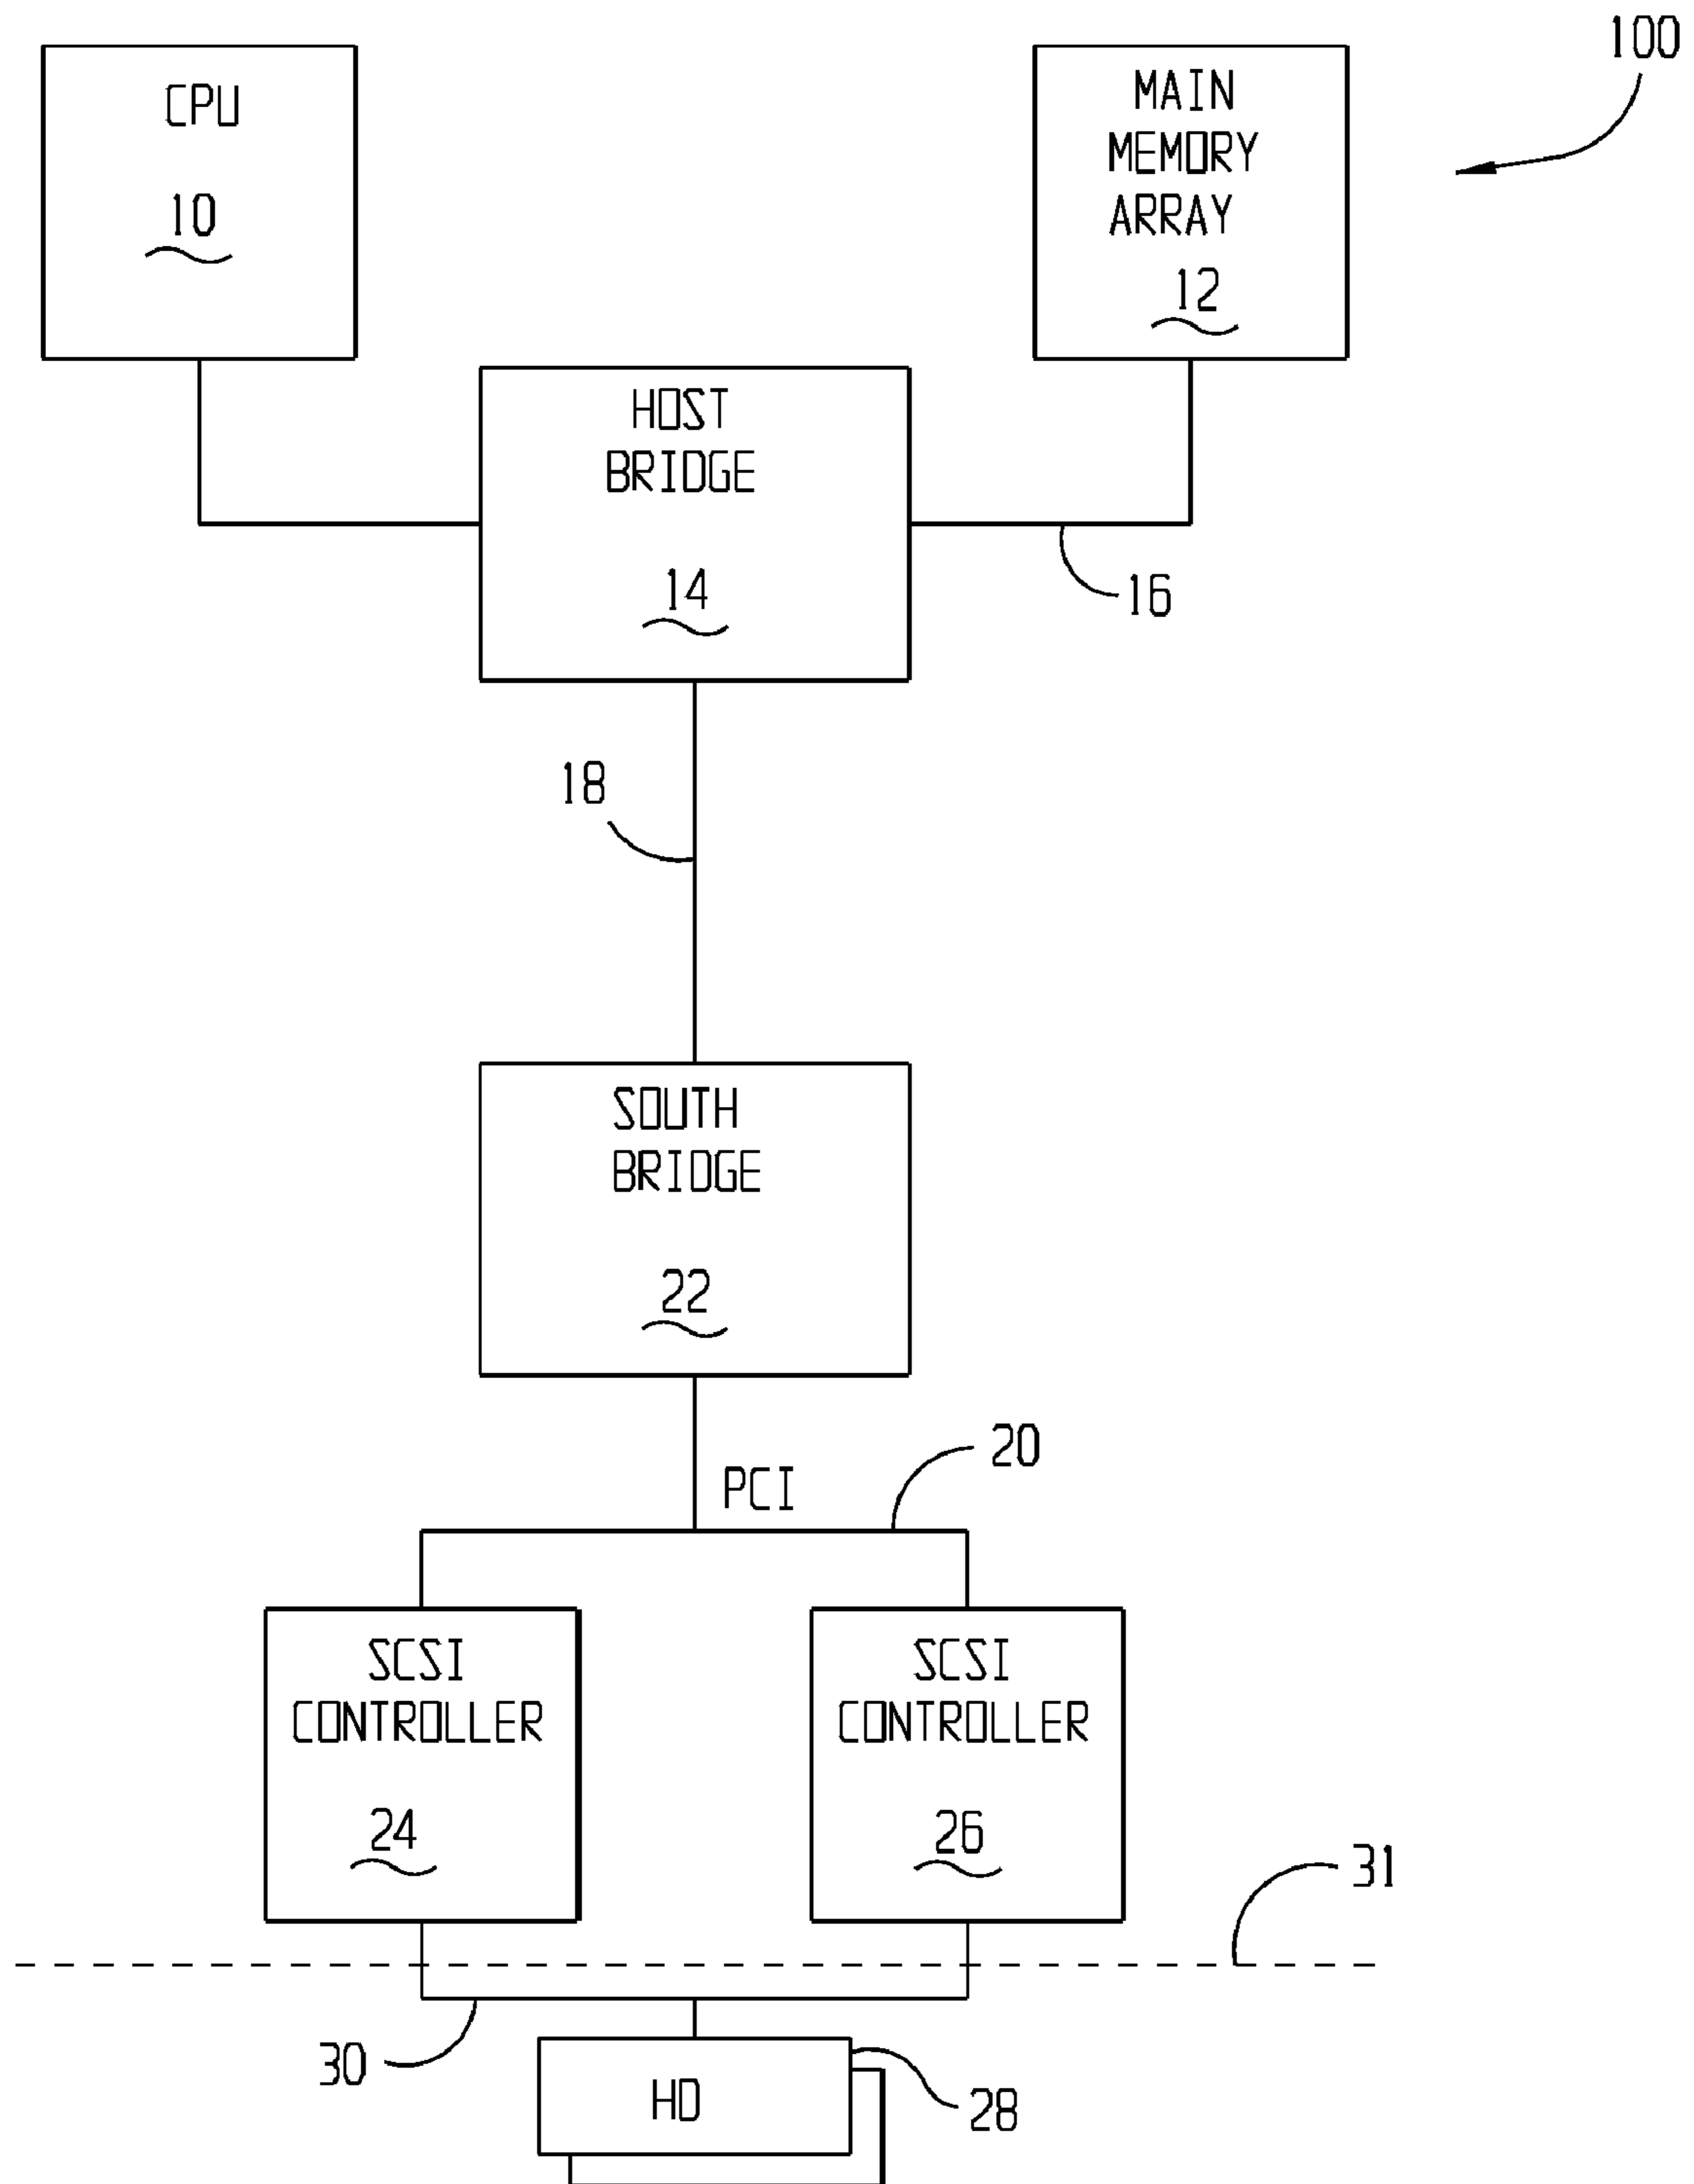 100
CPU
10
MAIN
MEMORY
ARRAY
12
HOST
BRIDGE
14
16
18
SOUTH
BRIDGE
22
20
PCI
SCSI
CONTROLLER
24
SCSI
CONTROLLER
26
31
30
HD
28